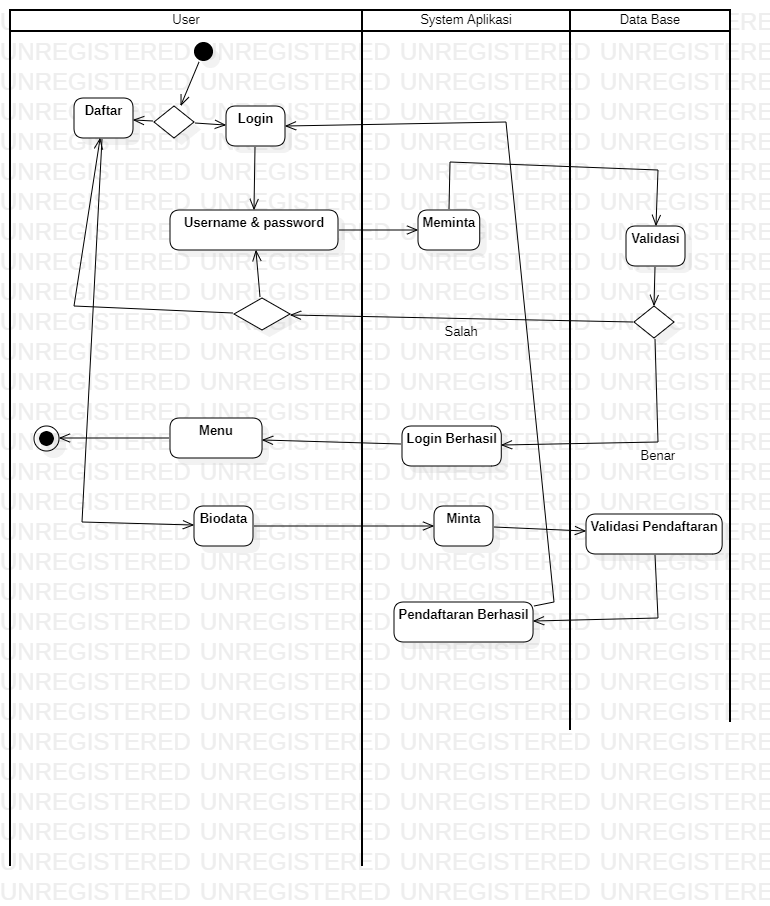 User
System Aplikasi
Data Base
Daftar
Login
Username & password
Meminta
Validasi
Salah
Menu
Login Berhasil
Benar
Biodata
Minta
Validasi Pendaftaran
Pendaftaran Berhasil
UNREGISTERED